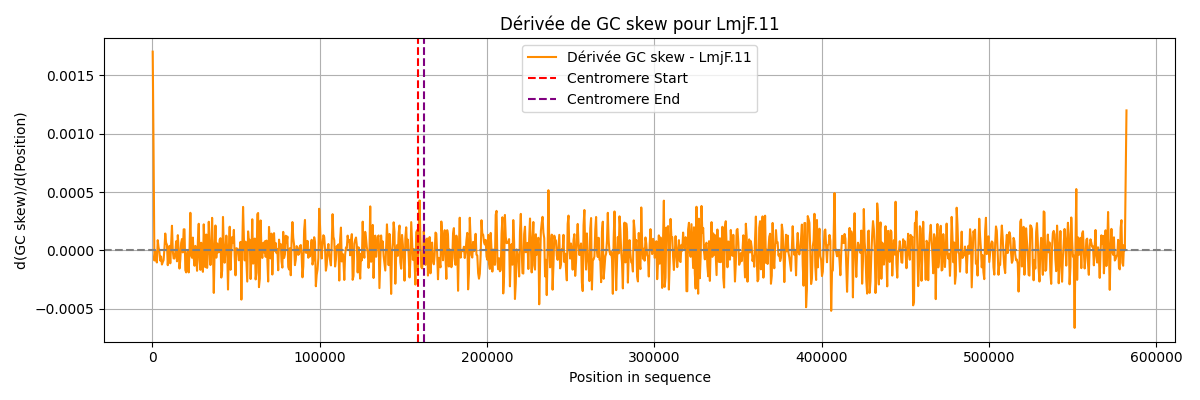 Dérivée de GC skew pour LmjF.11
Dérivée GC skew - LmjF.11
Centromere Start
Centromere End
d(GC skew)/d(Position)
0.0015
0.0010
0.0005
0.0000
−0.0005
0
100000
200000
300000
400000
500000
600000
Position in sequence